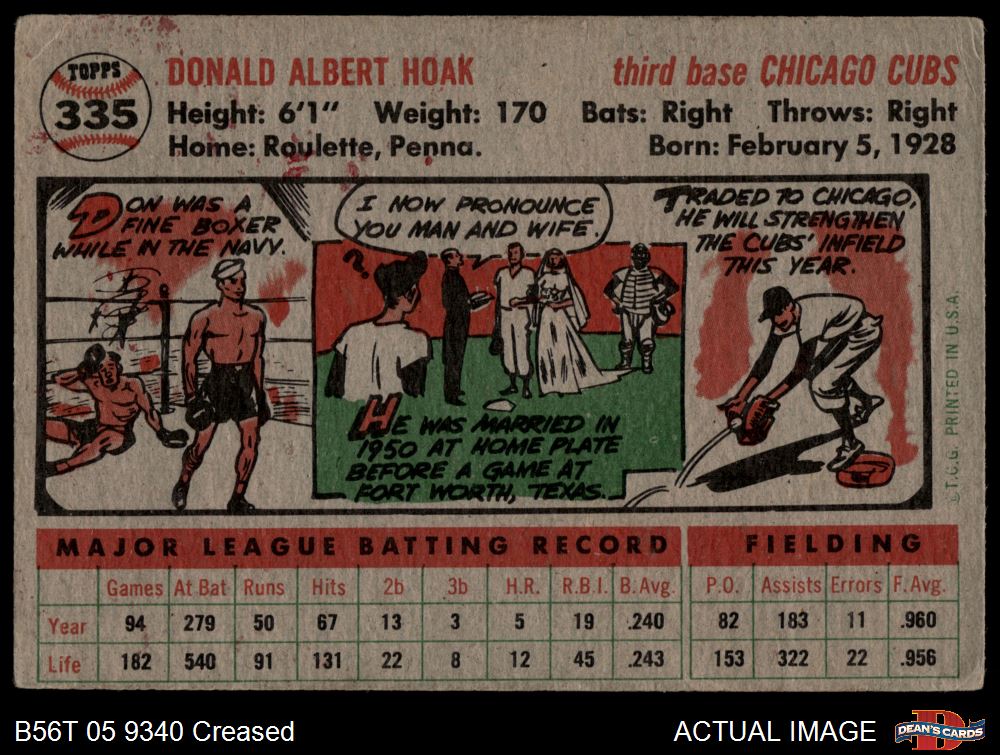 TOPPS
335
DONALD ALBERT HOAK
third base CHICAGO CUBS
Height: 6'1" Weight: 170 Bats: Right Throws: Right
Home: Roulette, Penna. Born: February 5, 1928
DON WAS A
FINE BOXER
WHILE IN THE NAVY.
I NOW PRONOUNCE
YOU MAN AND WIFE.
?
HE WAS MARRIED IN
1950 AT HOME PLATE
BEFORE A GAME AT
FORT WORTH, TEXAS.
TRADED TO CHICAGO,
HE WILL STRENGTHEN
THE CUBS' INFIELD
THIS YEAR.
©T.C.G. PRINTED IN U.S.A.
MAJOR LEAGUE BATTING RECORD FIELDING
Games At Bat Runs Hits 2b 3b H.R. R.B.I. B.Avg. P.O. Assists Errors F.Avg.
Year 94 279 50 67 13 3 5 19 .240 82 183 11 .960
Life 182 540 91 131 22 8 12 45 .243 153 322 22 .956
B56T 05 9340 Creased
ACTUAL IMAGE
D
DEAN'S CARDS